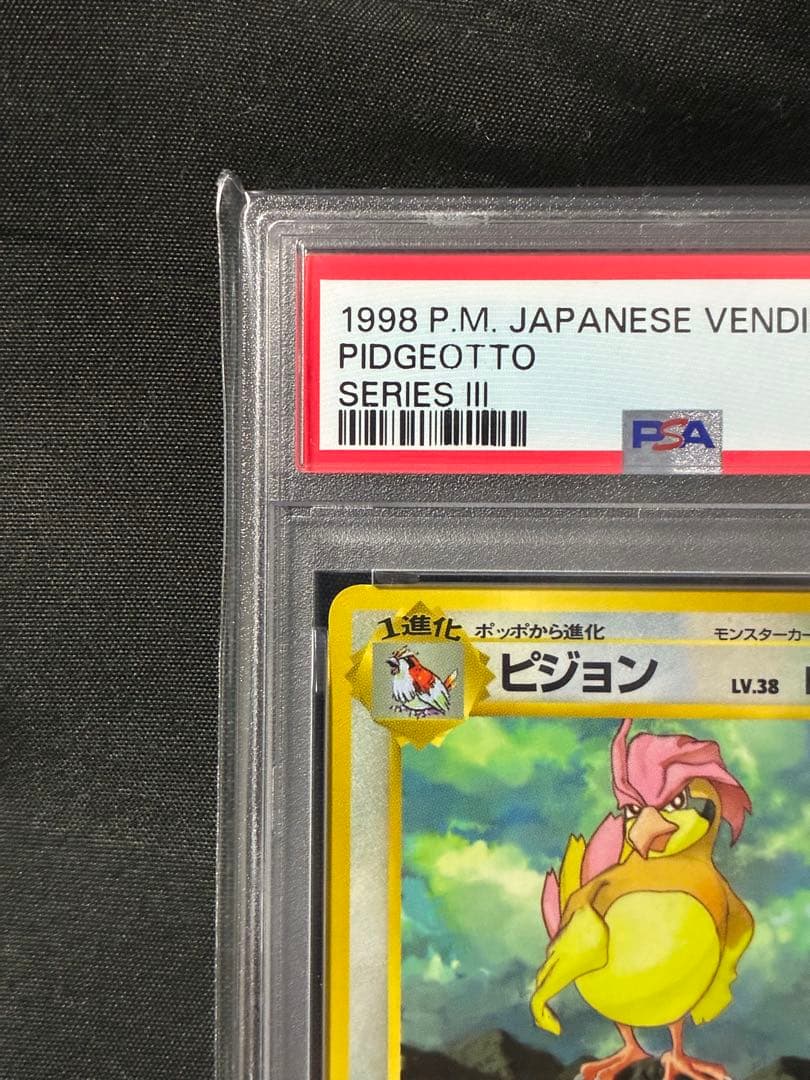 1998 P.M. JAPANESE VENDI
PIDGEOTTO
SERIES III
PSA
1進化 ポッポから進化 モンスターカー
ピジョン LV.38